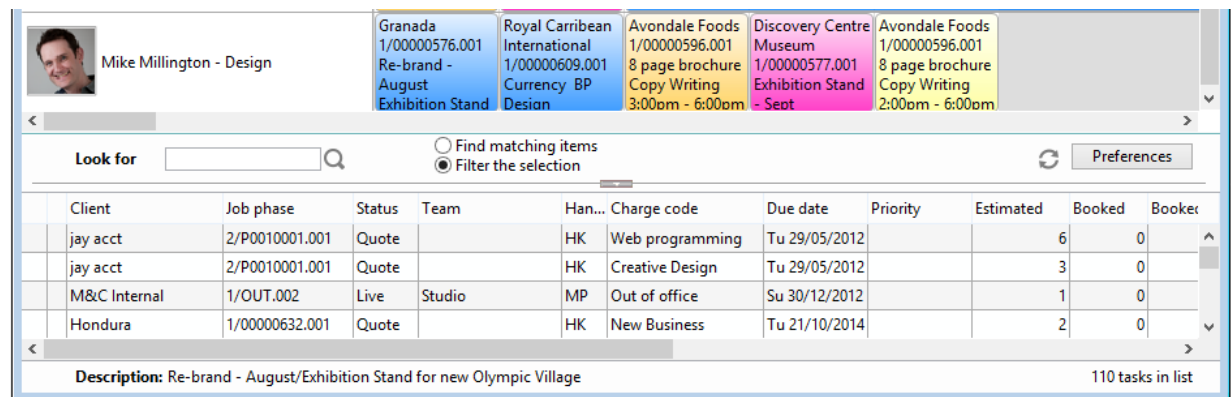 Granada Royal Carribean Avondale Foods Discovery Centre Avondale Foods
1/00000576.001 International 1/00000596.001 Museum 1/00000596.001
Mike Millington - Design Re-brand - 1/00000609.001 8 page brochure 1/00000577.001 8 page brochure
August Currency BP Copy Writing Exhibition Stand Copy Writing
Exhibition Stand Design 3:00pm - 6:00pm - Sept 2:00pm - 6:00pm
Find matching items
Look for Filter the selection Preferences
Client Job phase Status Team Han... Charge code Due date Priority Estimated Booked Booked
jay acct 2/P0010001.001 Quote HK Web programming Tu 29/05/2012 6 0
jay acct 2/P0010001.001 Quote HK Creative Design Tu 29/05/2012 3 0
M&C Internal 1/OUT.002 Live Studio MP Out of office Su 30/12/2012 1 0
Hondura 1/00000632.001 Quote HK New Business Tu 21/10/2014 2 0
Description: Re-brand - August/Exhibition Stand for new Olympic Village 110 tasks in list